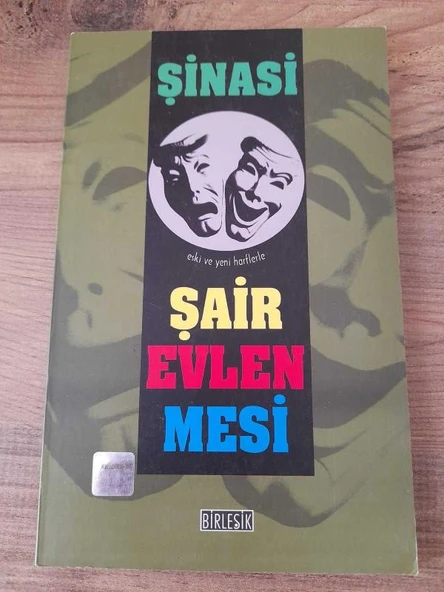 ŞİNASİ
eski ve yeni harflerle
ŞAİR
EVLEN
MESİ
BİRLEŞİK